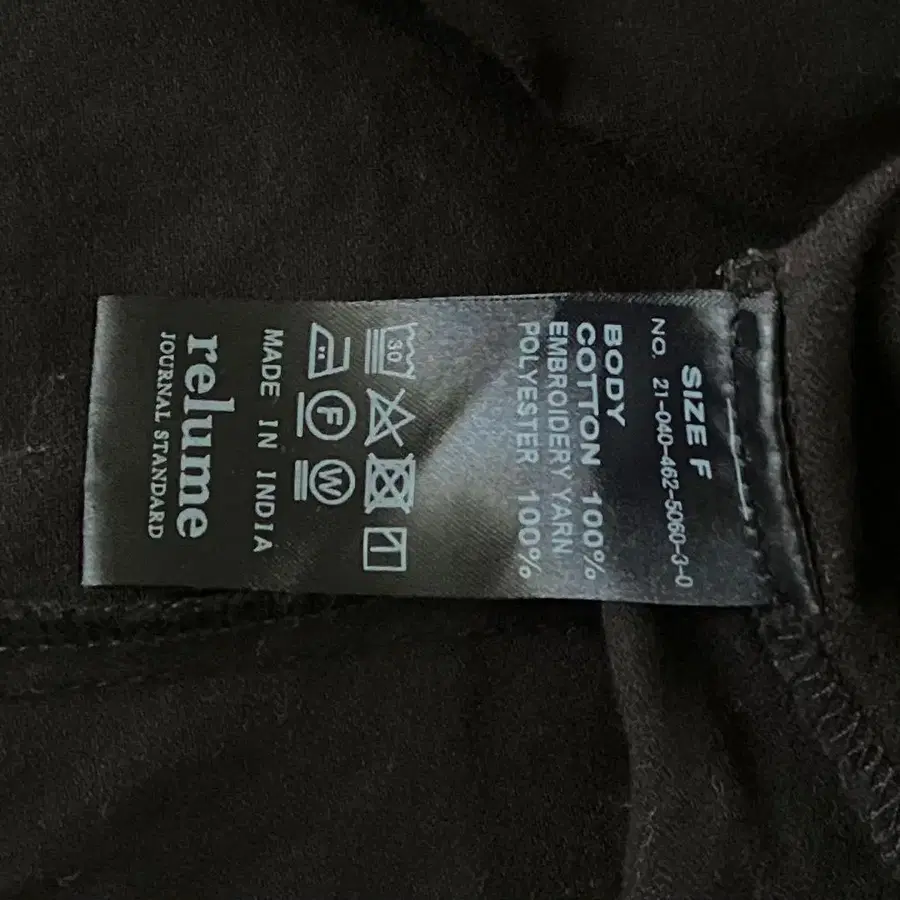 SIZE F
NO. 21-040-462-5060-3-0
BODY
COTTON 100%
EMBROIDERY YARN
POLYESTER 100%
30
F W
MADE IN INDIA
relume
JOURNAL STANDARD